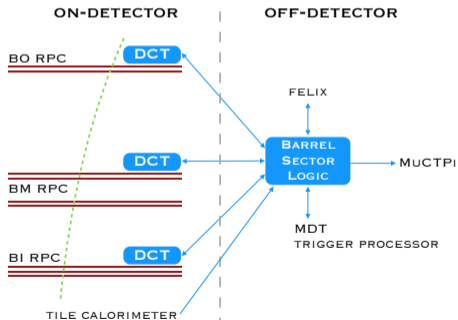 ON-DETECTOR
OFF-DETECTOR
BO RPC
DCT
FELIX
BARREL
SECTOR
LOGIC
DCT
MUCTPI
BM RPC
MDT
TRIGGER PROCESSOR
BI RPC
DCT
TILE CALORIMETER